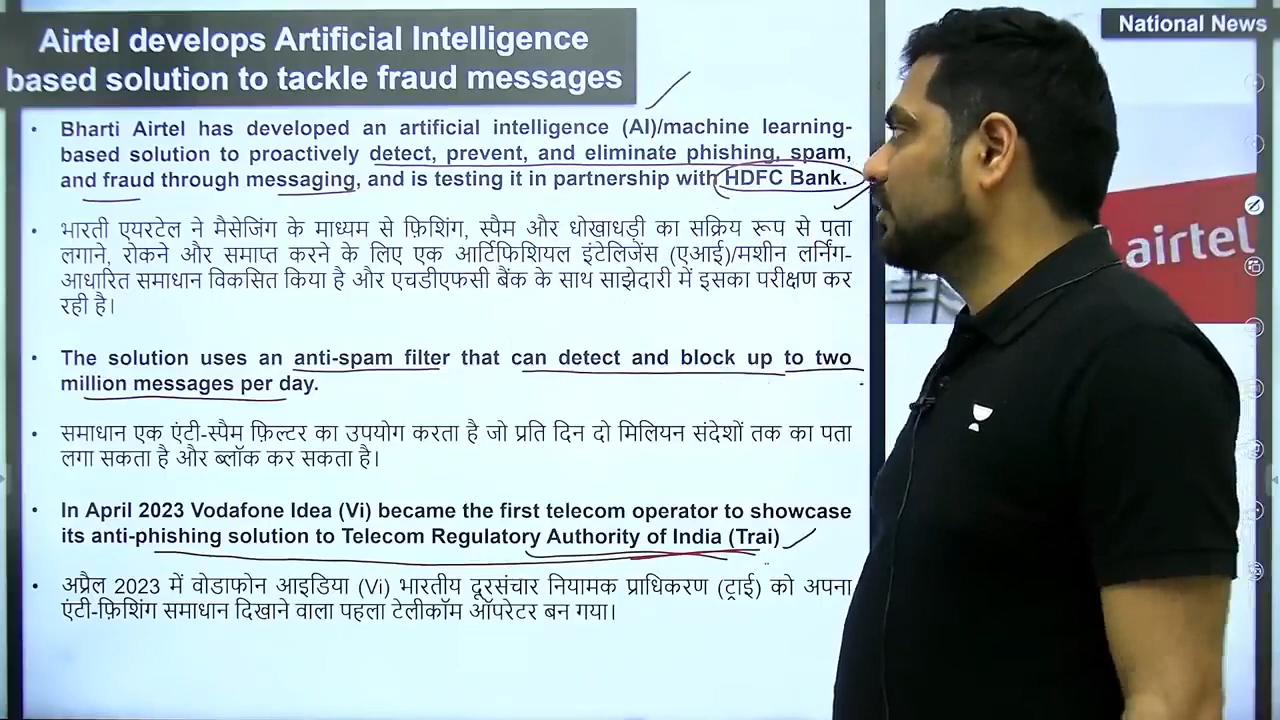 Airtel develops Artificial Intelligence
based solution to tackle fraud messages
National News
• Bharti Airtel has developed an artificial intelligence (AI)/machine learning-
based solution to proactively detect, prevent, and eliminate phishing, spam,
and fraud through messaging, and is testing it in partnership with HDFC Bank.
• भारती एयरटेल ने मैसेजिंग के माध्यम से फ़िशिंग, स्पैम और धोखाधड़ी का सक्रिय रूप से पता
लगाने, रोकने और समाप्त करने के लिए एक आर्टिफिशियल इंटेलिजेंस (एआई)/मशीन लर्निंग-
आधारित समाधान विकसित किया है और एचडीएफसी बैंक के साथ साझेदारी में इसका परीक्षण कर
रही है।
• The solution uses an anti-spam filter that can detect and block up to two
million messages per day.
• समाधान एक एंटी-स्पैम फ़िल्टर का उपयोग करता है जो प्रति दिन दो मिलियन संदेशों तक का पता
लगा सकता है और ब्लॉक कर सकता है।
• In April 2023 Vodafone Idea (Vi) became the first telecom operator to showcase
its anti-phishing solution to Telecom Regulatory Authority of India (Trai)
• अप्रैल 2023 में वोडाफोन आइडिया (Vi) भारतीय दूरसंचार नियामक प्राधिकरण (ट्राई) को अपना
एंटी-फ़िशिंग समाधान दिखाने वाला पहला टेलीकॉम ऑपरेटर बन गया।
airtel